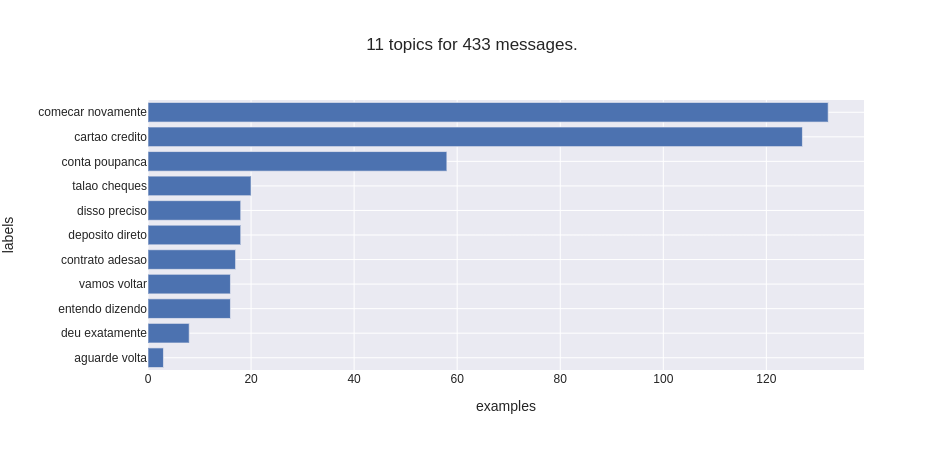 11 topics for 433 messages.
comecar novamente
cartao credito
conta poupanca
talao cheques
disso preciso
deposito direto
contrato adesao
vamos voltar
entendo dizendo
deu exatamente
aguarde volta
labels
0 20 40 60 80 100 120
examples